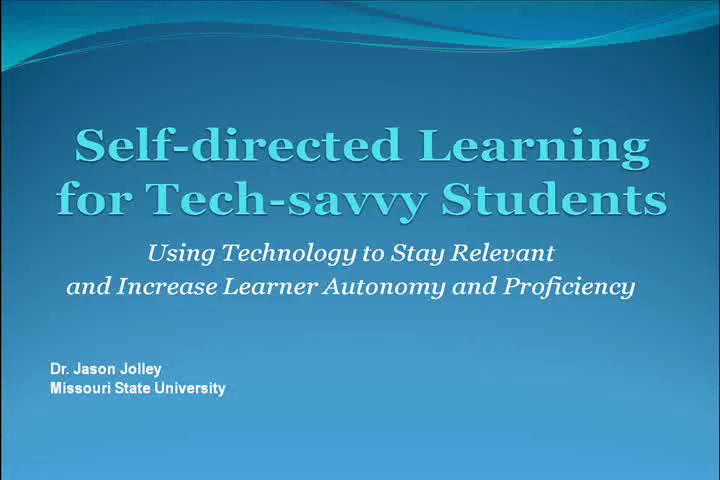 Self-directed Learning
for Tech-savvy Students
Using Technology to Stay Relevant
and Increase Learner Autonomy and Proficiency
Dr. Jason Jolley
Missouri State University